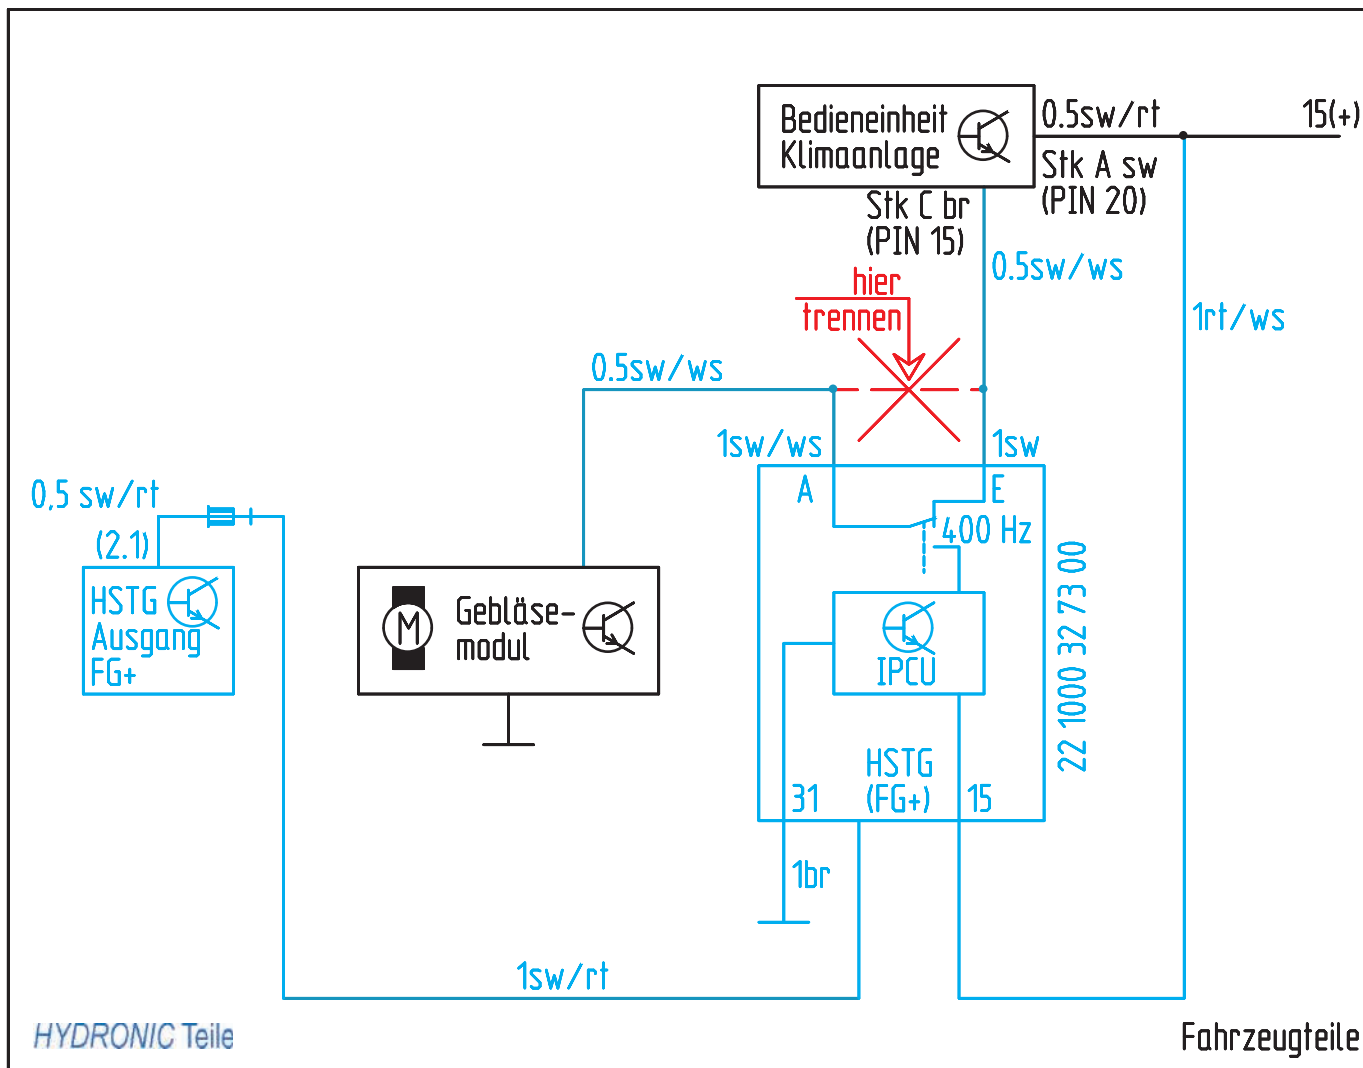 Bedieneinheit
Klimaanlage
0.5sw/rt
15(+)
Stk A sw
(PIN 20)
Stk C br
(PIN 15)
0.5sw/ws
hier
trennen
1rt/ws
0.5sw/ws
1sw/ws
1sw
A
E
400 Hz
0,5 sw/rt
(2.1)
HSTG
Ausgang
FG+
M
Gebläse-
modul
IPCU
22 1000 32 73 00
HSTG
(FG+)
31
15
1br
1sw/rt
HYDRONIC Teile
Fahrzeugteile